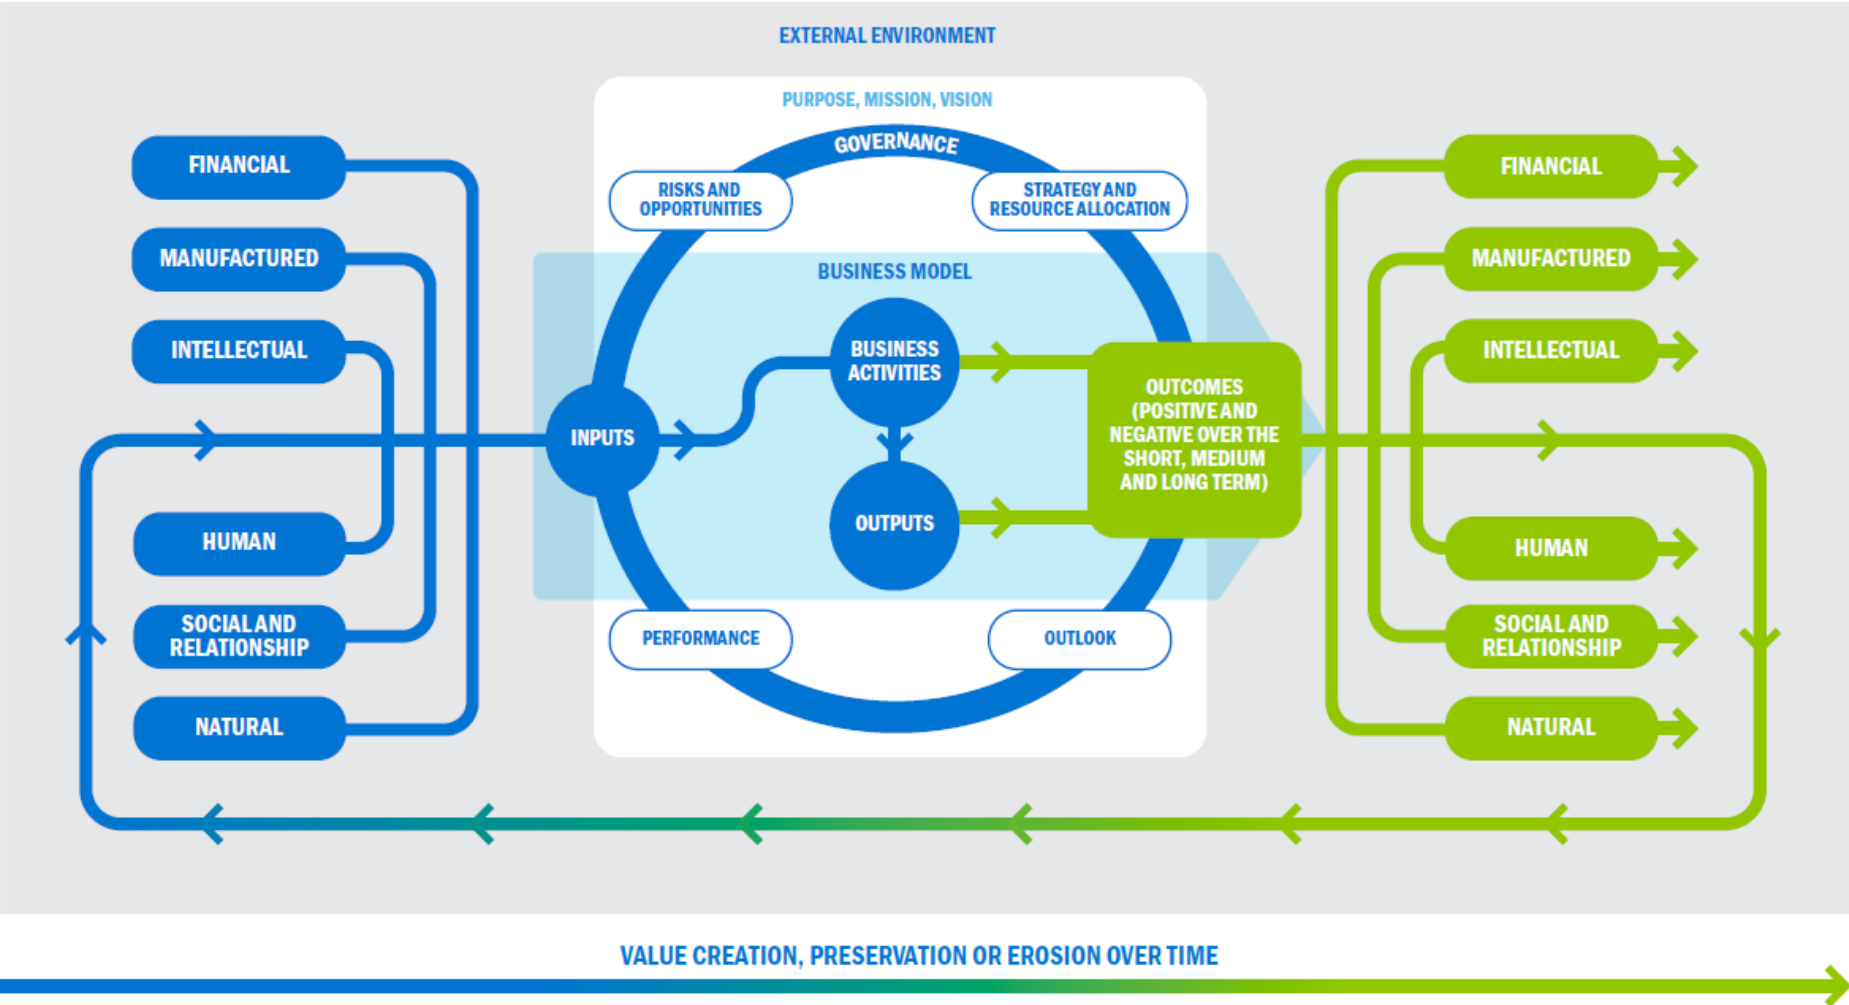 EXTERNAL ENVIRONMENT
PURPOSE, MISSION, VISION
GOVERNANCE
RISKS AND
OPPORTUNITIES
STRATEGY AND
RESOURCE ALLOCATION
FINANCIAL
MANUFACTURED
INTELLECTUAL
HUMAN
SOCIAL AND
RELATIONSHIP
NATURAL
BUSINESS MODEL
INPUTS
BUSINESS
ACTIVITIES
OUTPUTS
OUTCOMES
(POSITIVE AND
NEGATIVE OVER THE
SHORT, MEDIUM
AND LONG TERM)
PERFORMANCE
OUTLOOK
FINANCIAL
MANUFACTURED
INTELLECTUAL
HUMAN
SOCIAL AND
RELATIONSHIP
NATURAL
VALUE CREATION, PRESERVATION OR EROSION OVER TIME